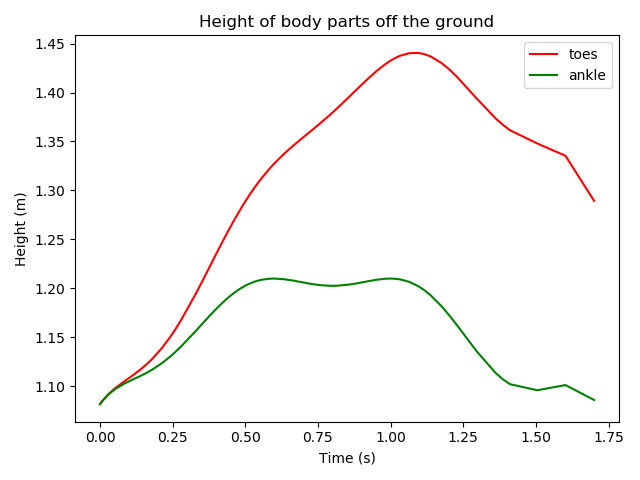 Height of body parts off the ground
toes
ankle
1.45
1.40
1.35
1.30
1.25
1.20
1.15
1.10
Height (m)
0.00 0.25 0.50 0.75 1.00 1.25 1.50 1.75
Time (s)